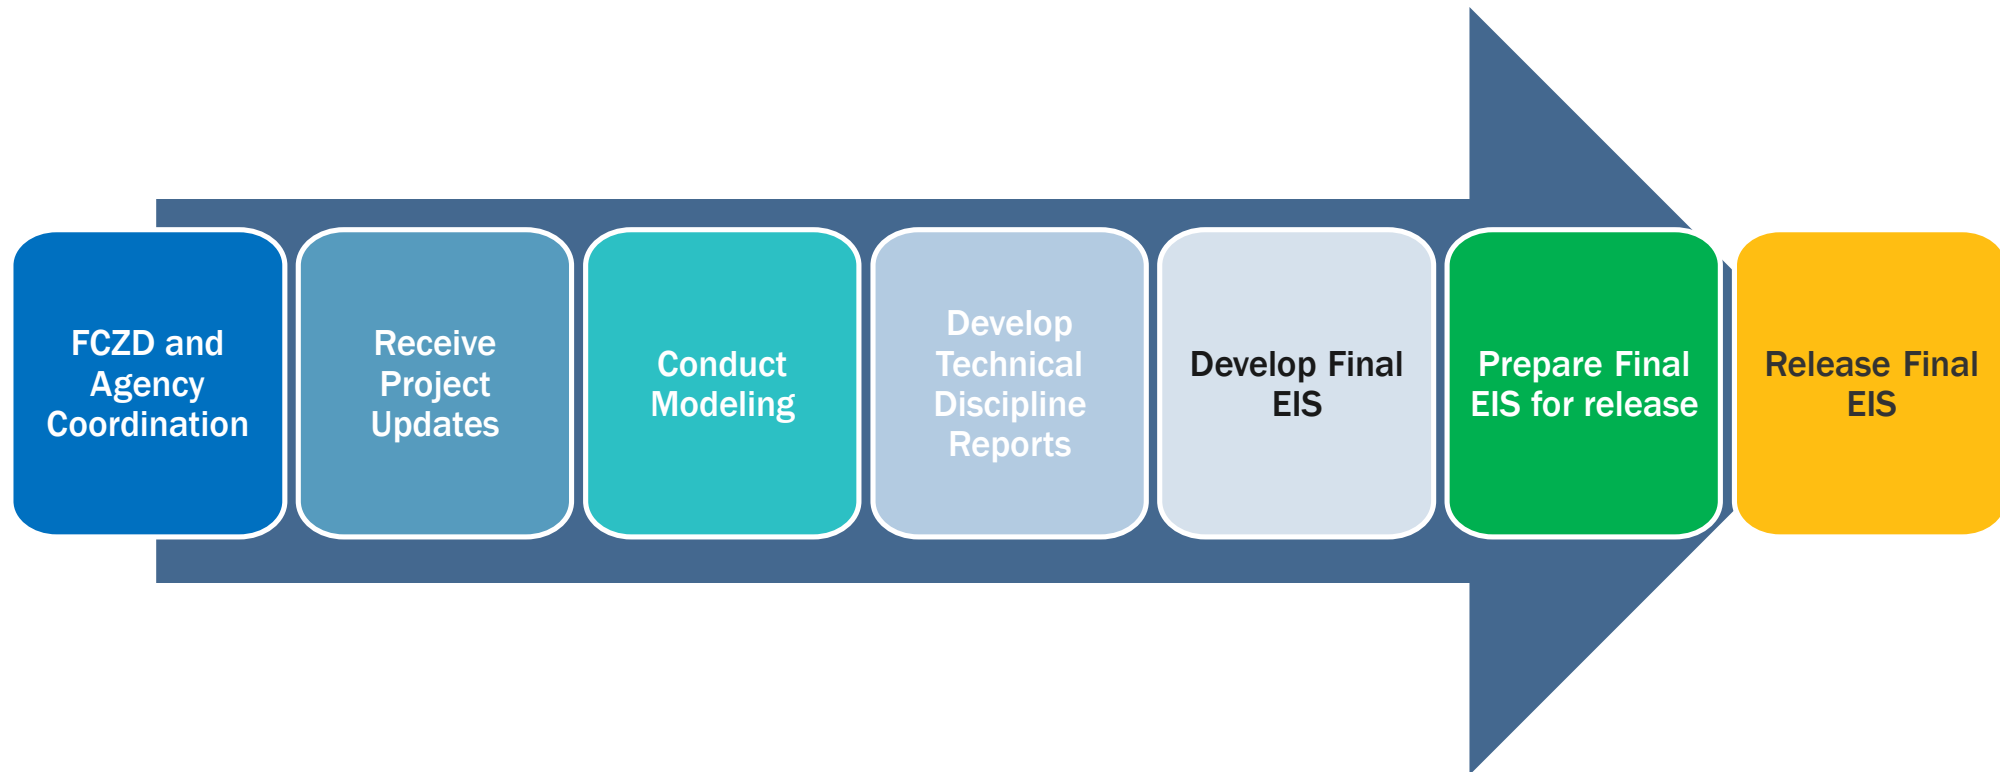 FCZD and
Agency
Coordination
Receive
Project
Updates
Conduct
Modeling
Develop
Technical
Discipline
Reports
Develop Final
EIS
Prepare Final
EIS for release
Release Final
EIS